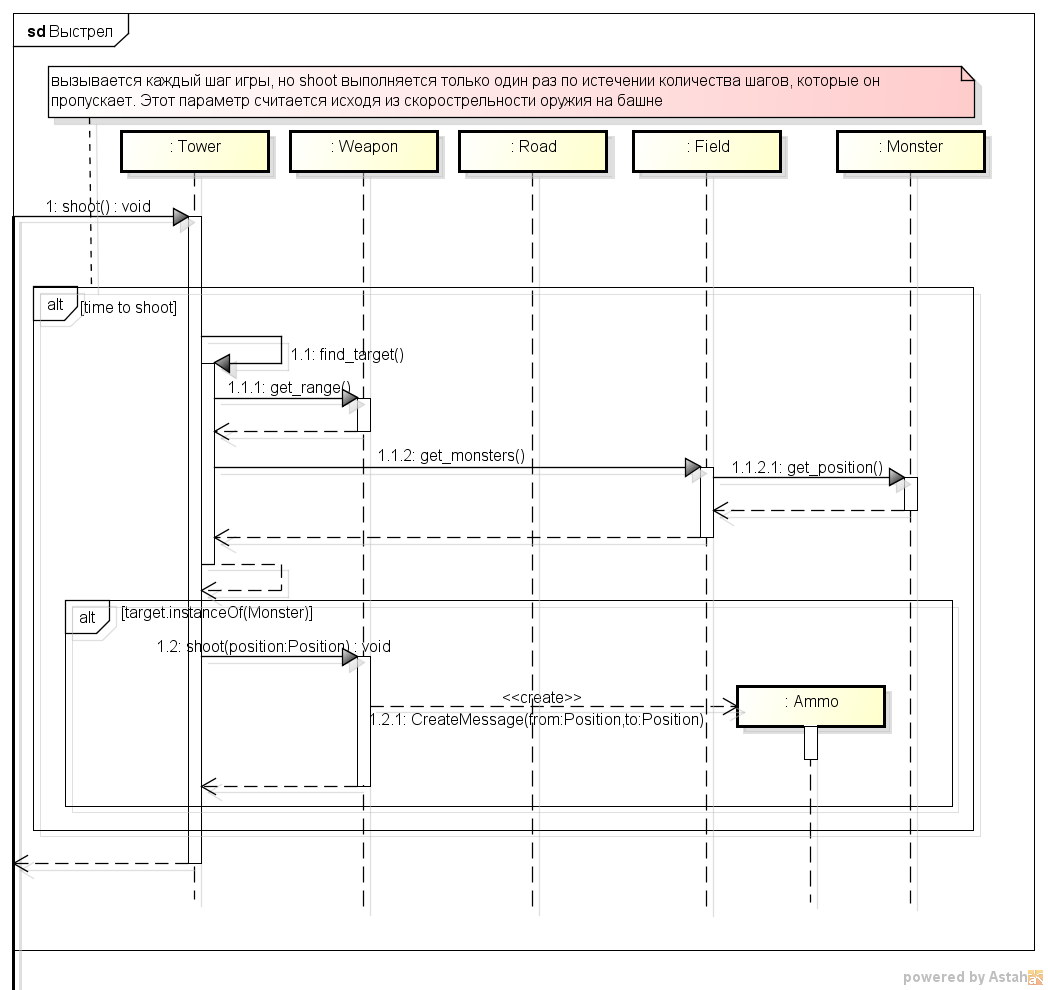 sd Выстрел
вызывается каждый шаг игры, но shoot выполняется только один раз по истечении количества шагов, которые он
пропускает. Этот параметр считается исходя из скорострельности оружия на башне
: Tower
: Weapon
: Road
: Field
: Monster
1: shoot() : void
alt
[time to shoot]
1.1: find_target()
1.1.1: get_range()
1.1.2: get_monsters()
1.1.2.1: get_position()
alt
[target.instanceOf(Monster)]
1.2: shoot(position:Position) : void
<<create>>
: Ammo
1.2.1: CreateMessage(from:Position,to:Position)
powered by Astah